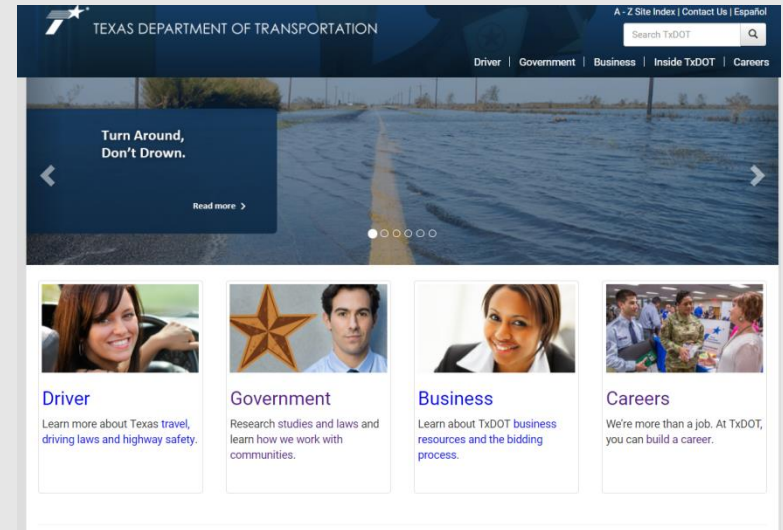 A - Z Site Index | Contact Us | Español
TEXAS DEPARTMENT OF TRANSPORTATION
Search TxDOT
Driver | Government | Business | Inside TxDOT | Careers
Turn Around,
Don't Drown.
Read more >
Driver
Learn more about Texas travel,
driving laws and highway safety.
Government
Research studies and laws and
learn how we work with
communities.
Business
Learn about TxDOT business
resources and the bidding
process.
Careers
We're more than a job. At TxDOT,
you can build a career.